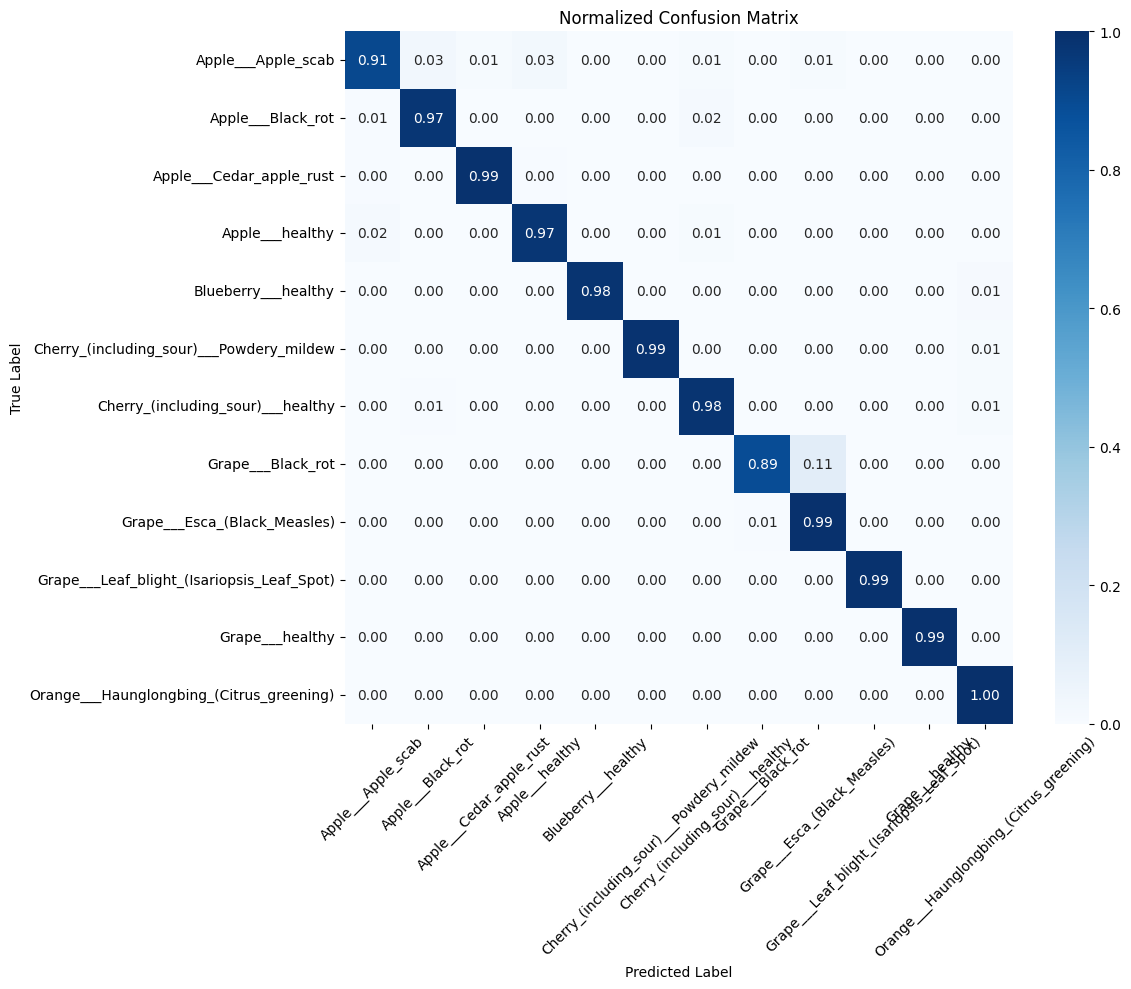 Normalized Confusion Matrix
True Label
Apple___Apple_scab 0.91 0.03 0.01 0.03 0.00 0.00 0.01 0.00 0.01 0.00 0.00 0.00
Apple___Black_rot 0.01 0.97 0.00 0.00 0.00 0.00 0.02 0.00 0.00 0.00 0.00 0.00
Apple___Cedar_apple_rust 0.00 0.00 0.99 0.00 0.00 0.00 0.00 0.00 0.00 0.00 0.00 0.00
Apple___healthy 0.02 0.00 0.00 0.97 0.00 0.00 0.01 0.00 0.00 0.00 0.00 0.00
Blueberry___healthy 0.00 0.00 0.00 0.00 0.98 0.00 0.00 0.00 0.00 0.00 0.00 0.01
Cherry_(including_sour)___Powdery_mildew 0.00 0.00 0.00 0.00 0.00 0.99 0.00 0.00 0.00 0.00 0.00 0.01
Cherry_(including_sour)___healthy 0.00 0.01 0.00 0.00 0.00 0.00 0.98 0.00 0.00 0.00 0.00 0.01
Grape___Black_rot 0.00 0.00 0.00 0.00 0.00 0.00 0.00 0.89 0.11 0.00 0.00 0.00
Grape___Esca_(Black_Measles) 0.00 0.00 0.00 0.00 0.00 0.00 0.00 0.01 0.99 0.00 0.00 0.00
Grape___Leaf_blight_(Isariopsis_Leaf_Spot) 0.00 0.00 0.00 0.00 0.00 0.00 0.00 0.00 0.00 0.99 0.00 0.00
Grape___healthy 0.00 0.00 0.00 0.00 0.00 0.00 0.00 0.00 0.00 0.00 0.99 0.00
Orange___Haunglongbing_(Citrus_greening) 0.00 0.00 0.00 0.00 0.00 0.00 0.00 0.00 0.00 0.00 0.00 1.00
1.0
0.8
0.6
0.4
0.2
0.0
Apple___Apple_scab
Apple___Black_rot
Apple___Cedar_apple_rust
Apple___healthy
Blueberry___healthy
Cherry_(including_sour)___Powdery_mildew
Cherry_(including_sour)___healthy
Grape___Black_rot
Grape___Esca_(Black_Measles)
Grape___Leaf_blight_(Isariopsis_Leaf_Spot)
Grape___healthy
Orange___Haunglongbing_(Citrus_greening)
Predicted Label